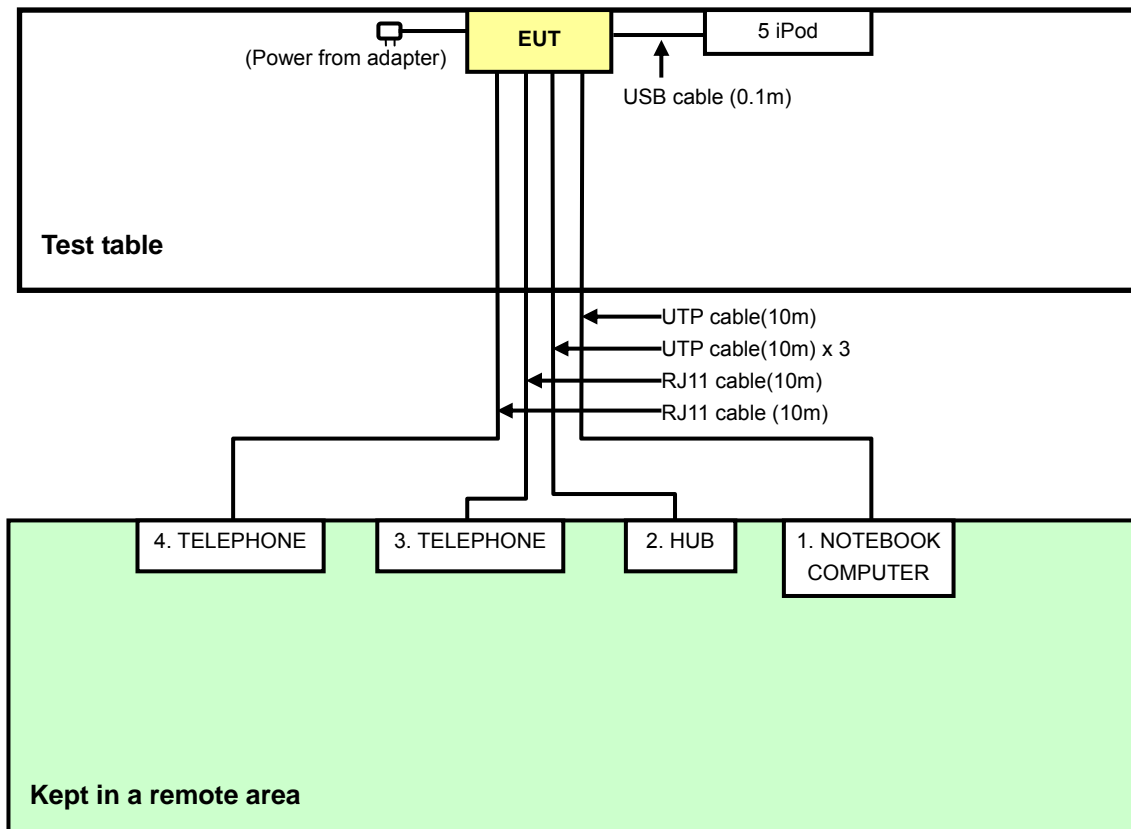 EUT
5 iPod
(Power from adapter)
USB cable (0.1m)
Test table
UTP cable(10m)
UTP cable(10m) x 3
RJ11 cable(10m)
RJ11 cable (10m)
4. TELEPHONE
3. TELEPHONE
2. HUB
1. NOTEBOOK
COMPUTER
Kept in a remote area